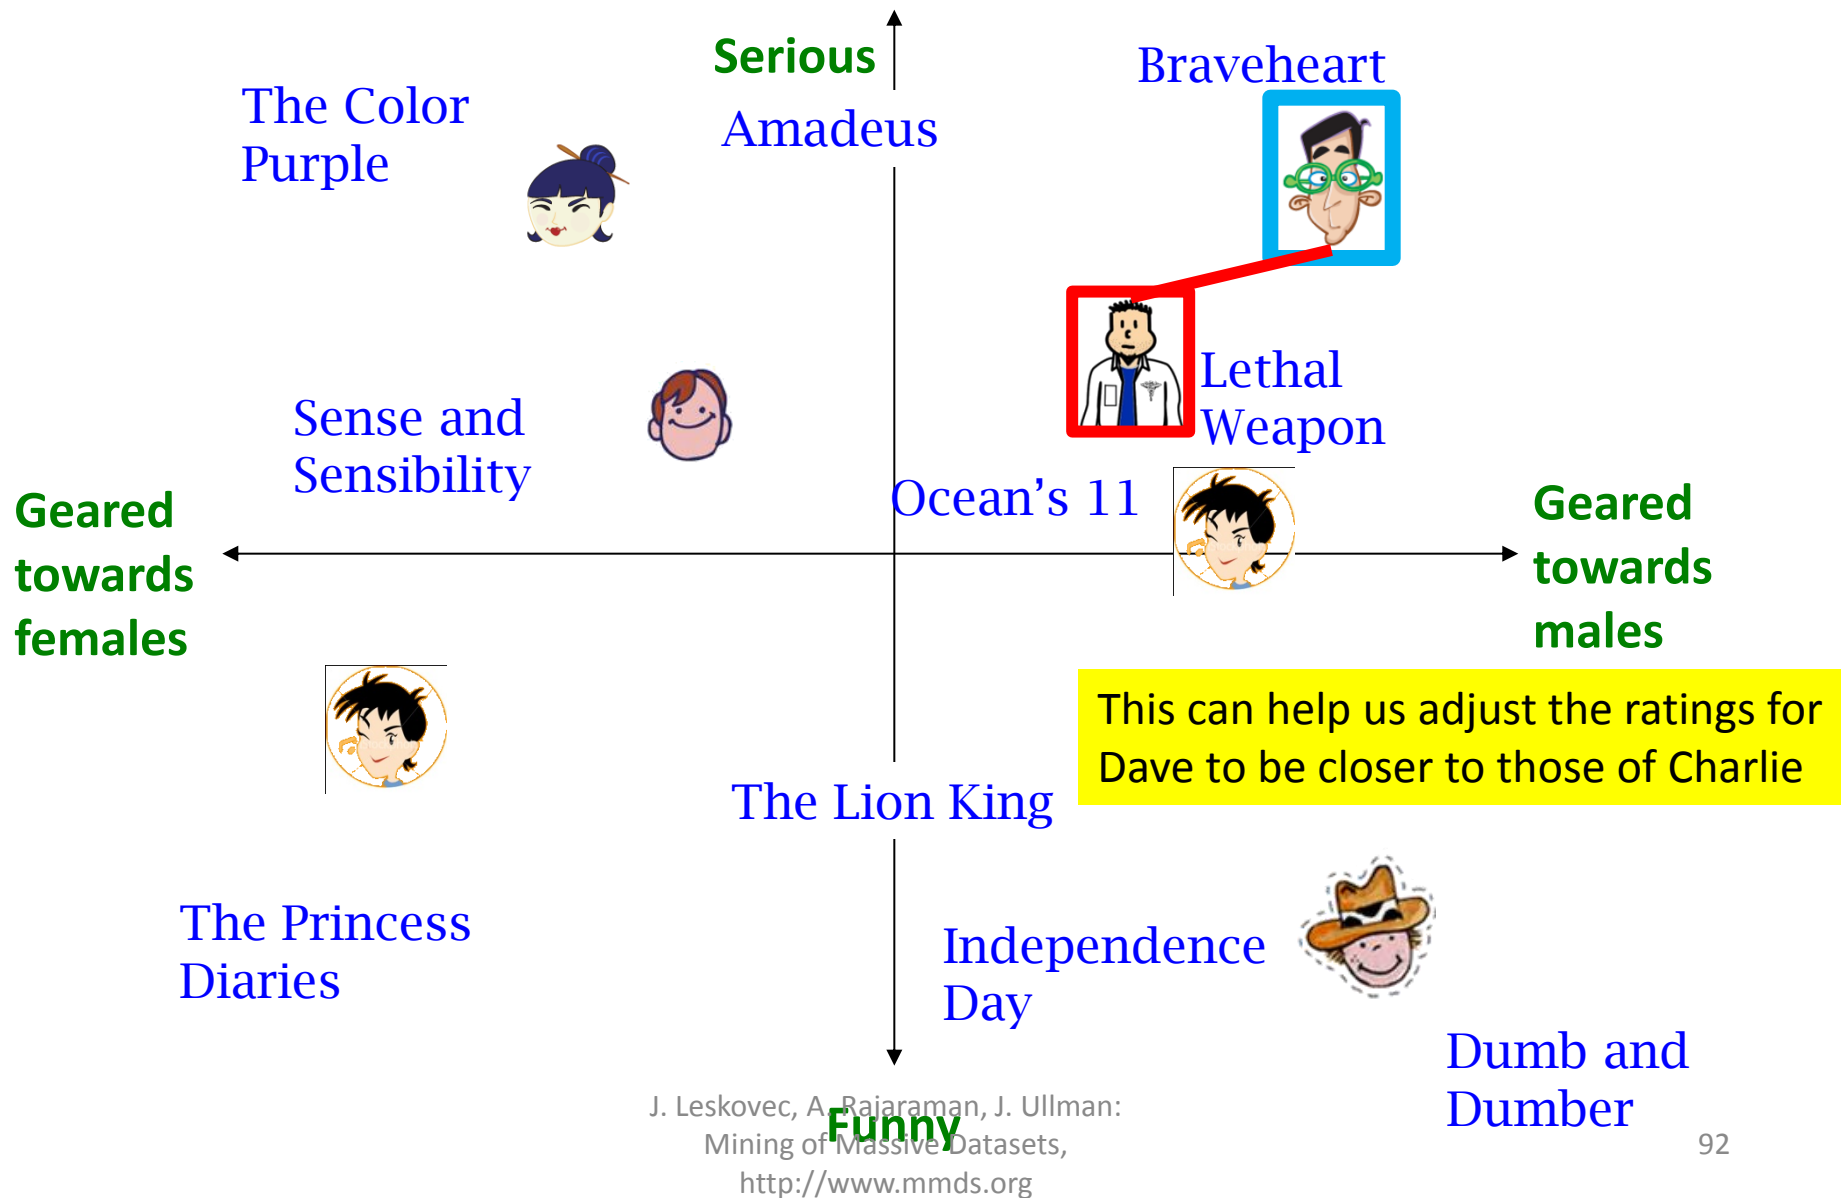 Serious
Braveheart
The Color
Purple
Amadeus
Lethal
Weapon
Sense and
Sensibility
Ocean’s 11
Geared
towards
females
Geared
towards
males
This can help us adjust the ratings for
Dave to be closer to those of Charlie
The Lion King
The Princess
Diaries
Independence
Day
Dumb and
Dumber
Funny
J. Leskovec, A. Rajaraman, J. Ullman:
Mining of Massive Datasets,
http://www.mmds.org
92